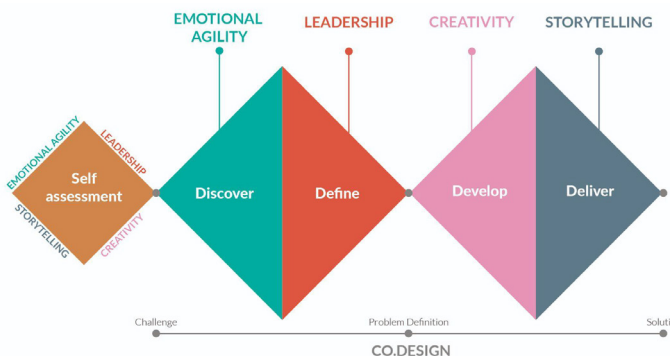 EMOTIONAL
AGILITY
LEADERSHIP
CREATIVITY
STORYTELLING
EMOTIONAL AGILITY
LEADERSHIP
Self
assessment
STORYTELLING
CREATIVITY
Discover
Define
Develop
Deliver
Challenge
Problem Definition
Soluti
CO.DESIGN